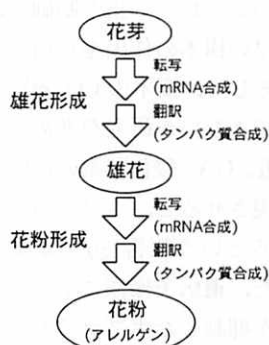 花芽
転写
(mRNA合成)
雄花形成
翻訳
(タンパク質合成)
雄花
転写
(mRNA合成)
花粉形成
翻訳
(タンパク質合成)
花粉
(アレルゲン)